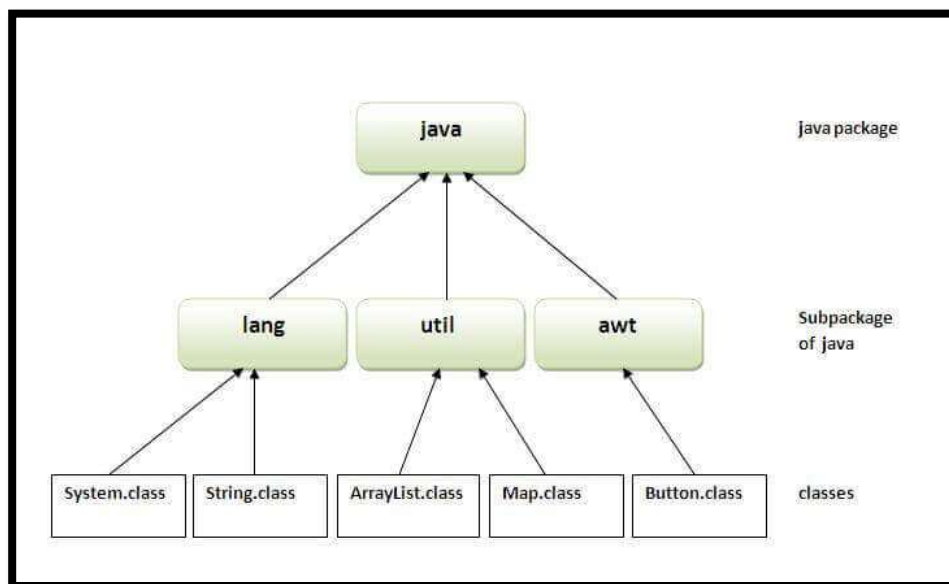 java
java package
lang
util
awt
Subpackage
of java
System.class
String.class
ArrayList.class
Map.class
Button.class
classes